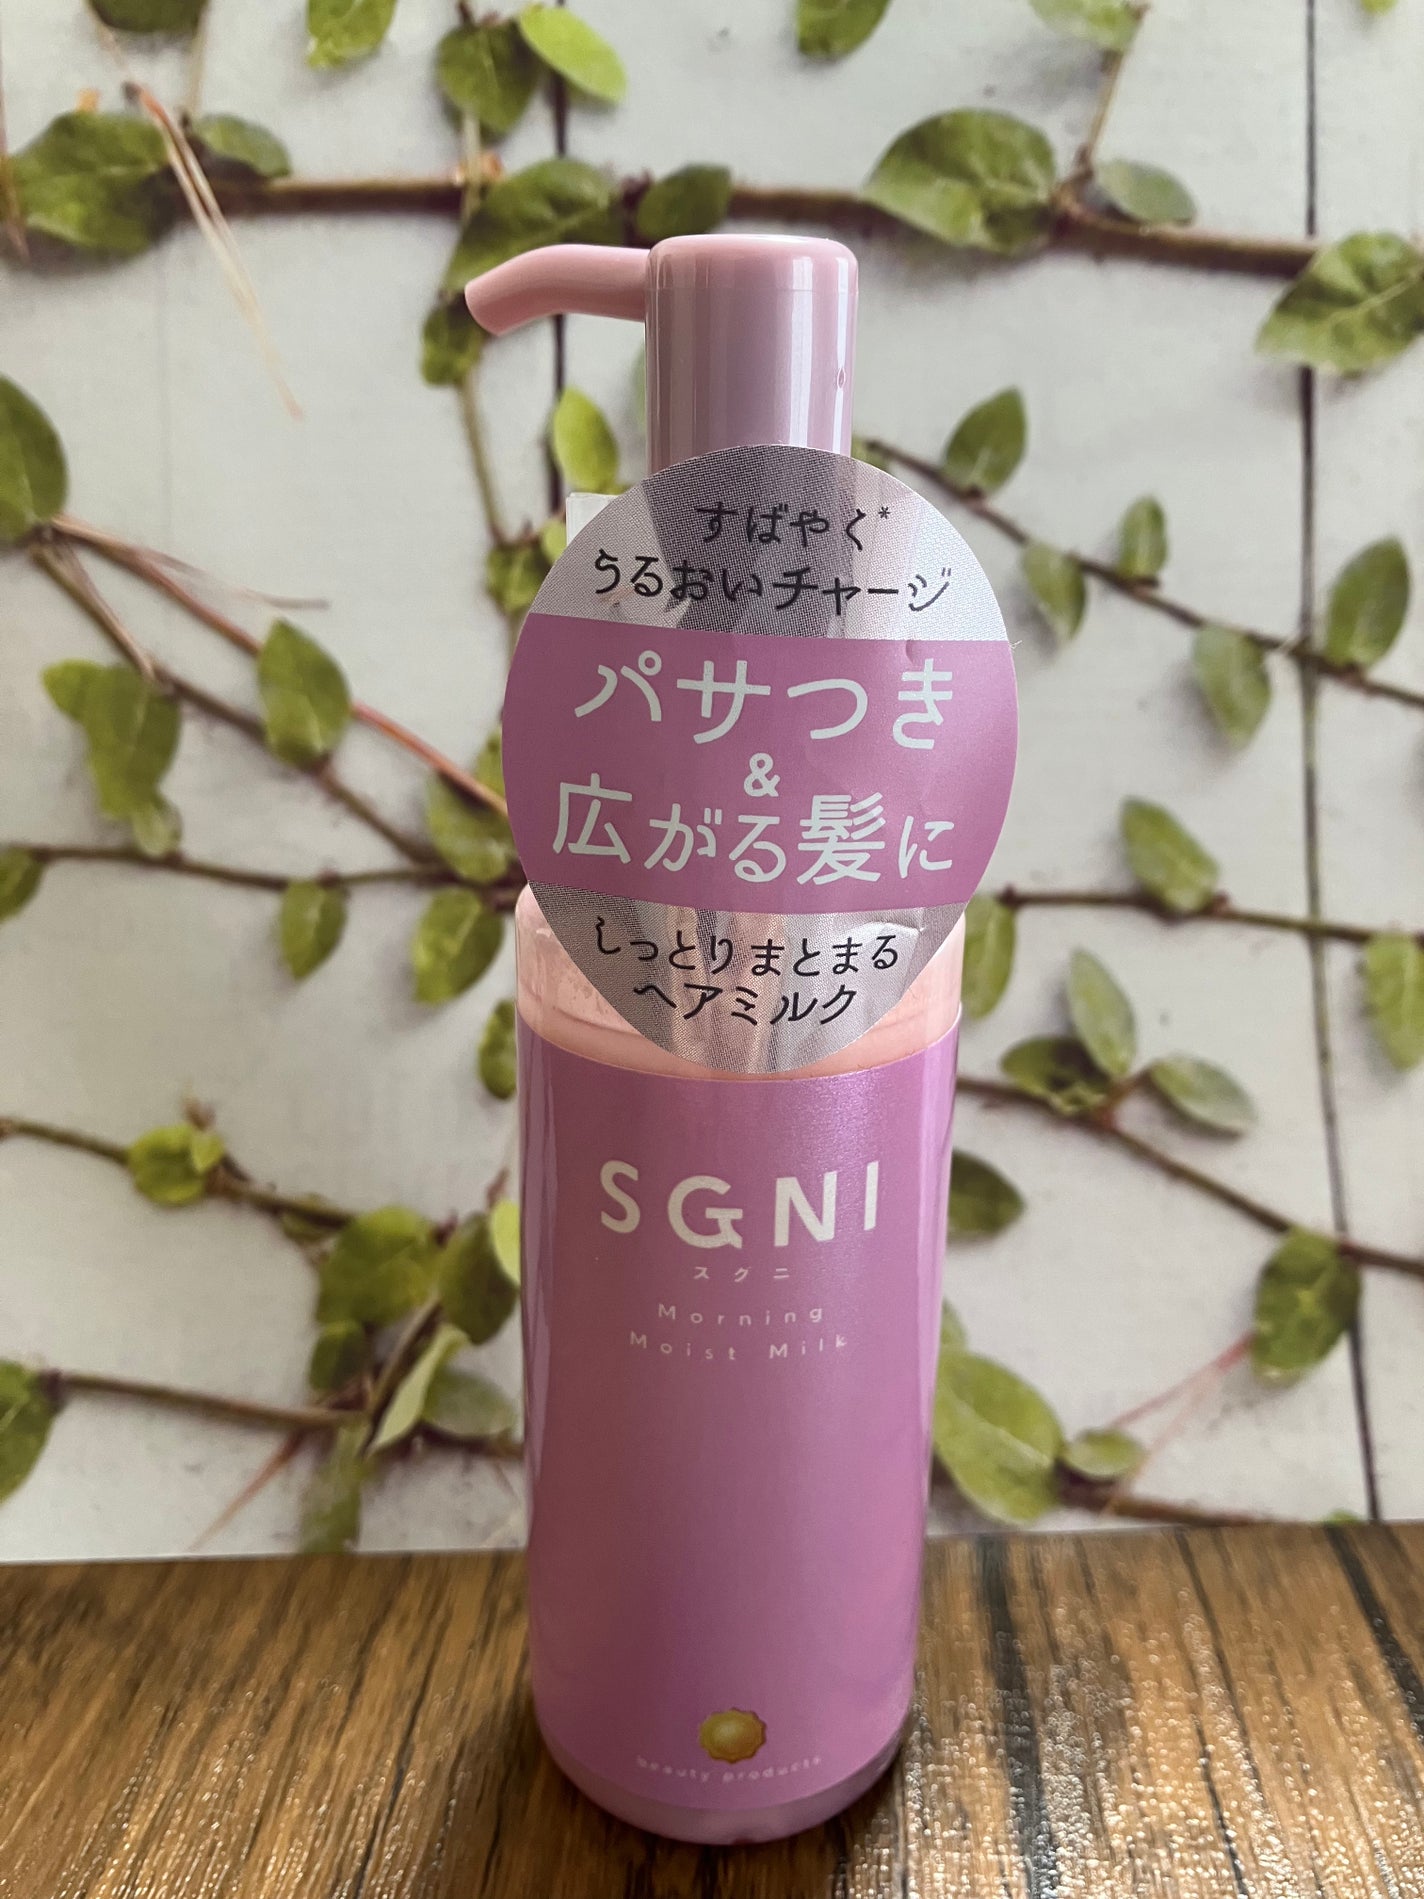 すばやく*
うるおいチャージ
パサつき
&
広がる髪に
しっとりまとまる
ヘアミルク
SGNI
スグニ
Morning
Moist Milk
beauty products